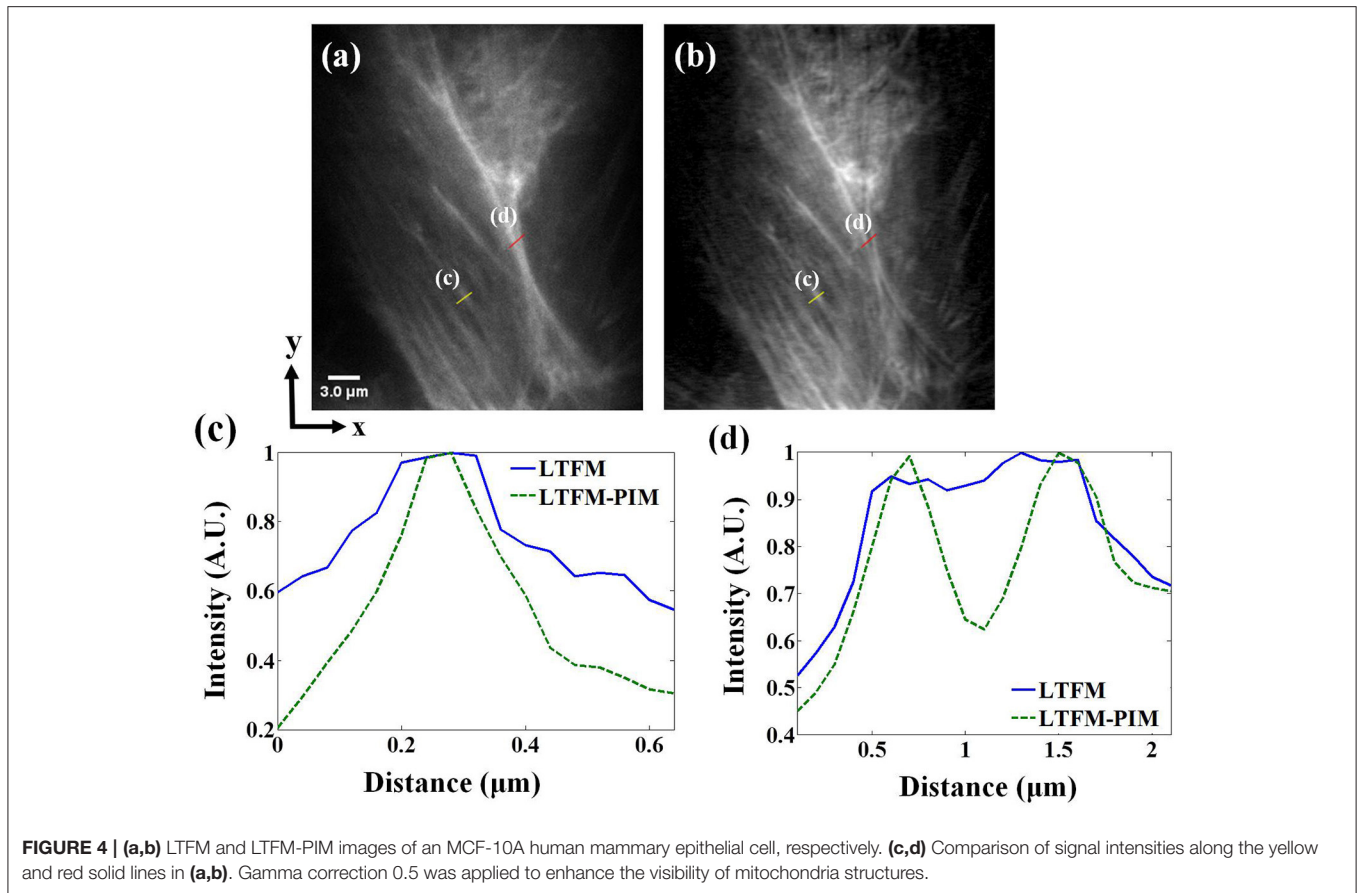 (a)
(b)
(d)
(d)
(c)
(c)
y
x
3.0 µm
(c)
1
0.8
0.6
0.4
0.2
0
0.2
0.4
0.6
Intensity (A.U.)
Distance (µm)
LTFM
LTFM-PIM
(d)
1
0.9
0.8
0.7
0.6
0.5
0.4
0.5
1
1.5
2
Intensity (A.U.)
Distance (µm)
LTFM
LTFM-PIM
FIGURE 4 | (a,b) LTFM and LTFM-PIM images of an MCF-10A human mammary epithelial cell, respectively. (c,d) Comparison of signal intensities along the yellow
and red solid lines in (a,b). Gamma correction 0.5 was applied to enhance the visibility of mitochondria structures.